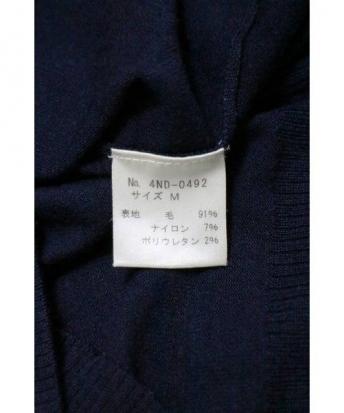 No. 4ND-0492
サイズ M
表地 毛 91%
ナイロン 7%
ポリウレタン 2%